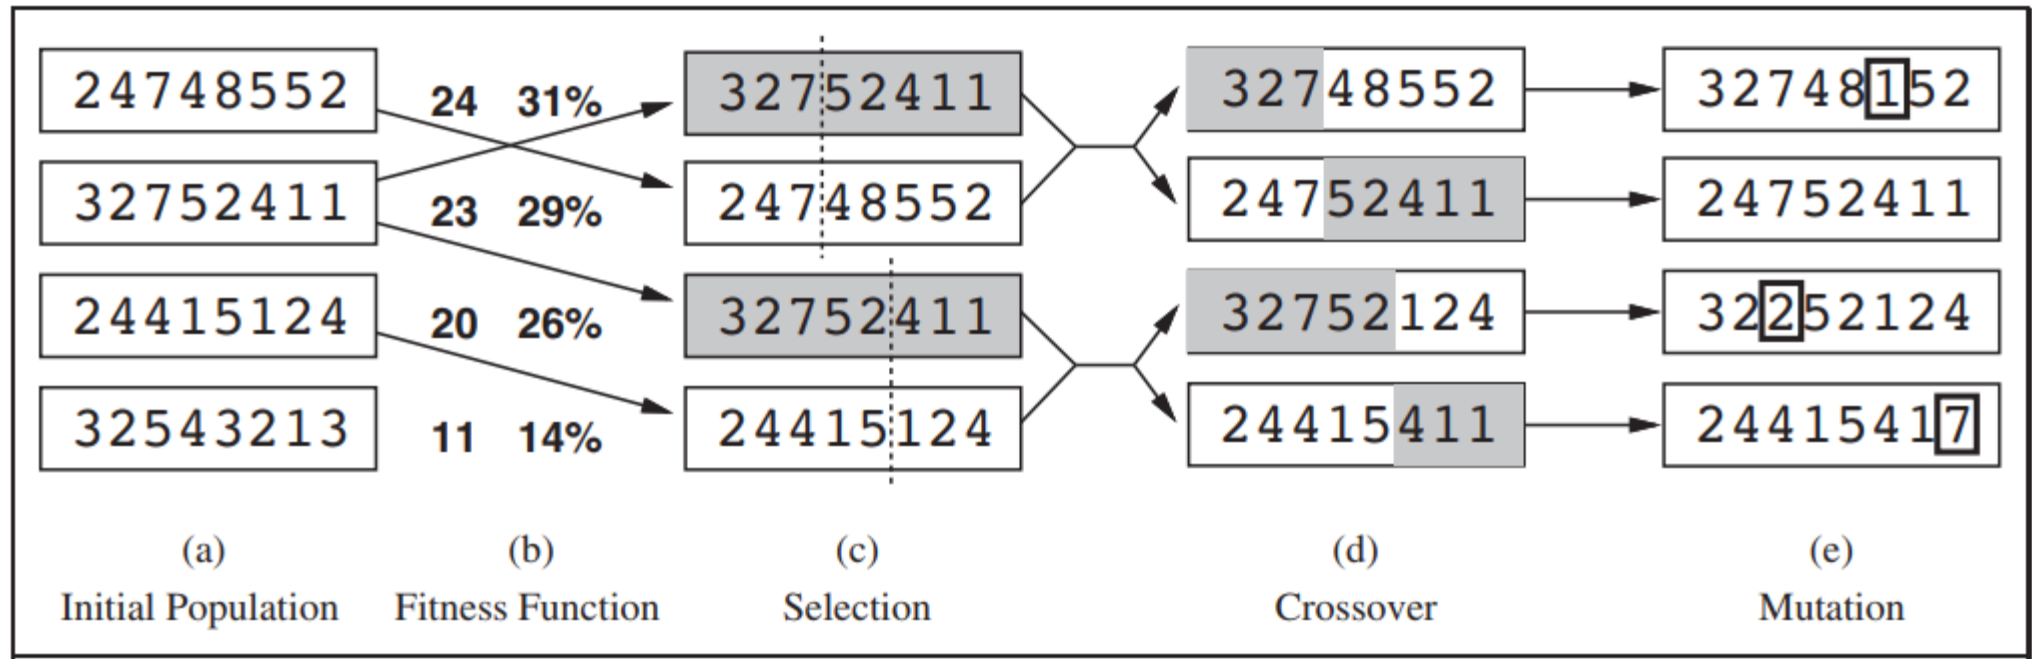 24748552 24 31% 32752411 32748552 32748152
32752411 23 29% 24748552 24752411 24752411
24415124 20 26% 32752411 32752124 32252124
32543213 11 14% 24415124 24415411 24415417
(a) (b) (c) (d) (e)
Initial Population Fitness Function Selection Crossover Mutation